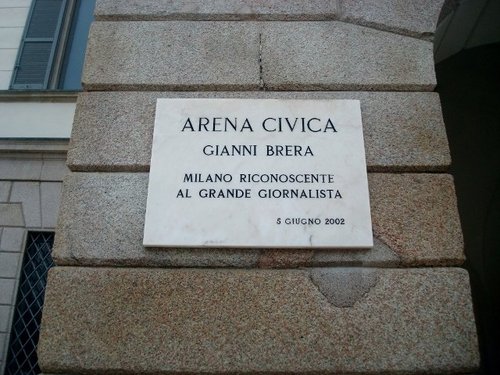 ARENA CIVICA
GIANNI BRERA
MILANO RICONOSCENTE
AL GRANDE GIORNALISTA
5 GIUGNO 2002